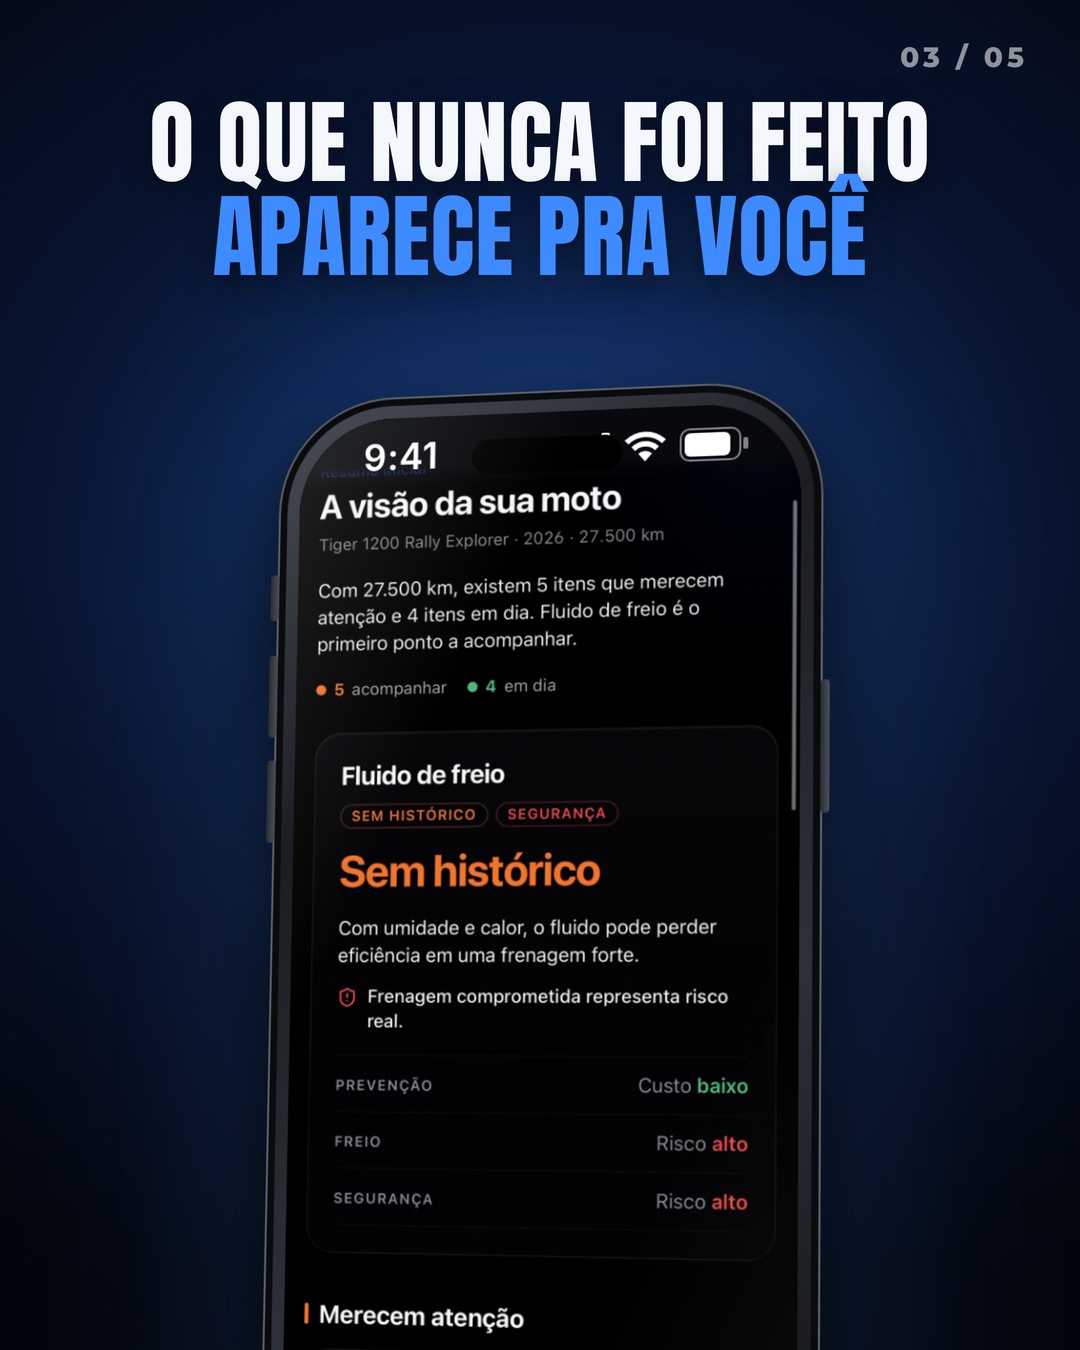 03 / 05
O QUE NUNCA FOI FEITO
APARECE PRA VOCÊ
9:41
Resumo inicial
A visão da sua moto
Tiger 1200 Rally Explorer · 2026 · 27.500 km
Com 27.500 km, existem 5 itens que merecem
atenção e 4 itens em dia. Fluido de freio é o
primeiro ponto a acompanhar.
5 acompanhar 4 em dia
Fluido de freio
SEM HISTÓRICO SEGURANÇA
Sem histórico
Com umidade e calor, o fluido pode perder
eficiência em uma frenagem forte.
Frenagem comprometida representa risco
real.
PREVENÇÃO Custo baixo
FREIO Risco alto
SEGURANÇA Risco alto
Merecem atenção